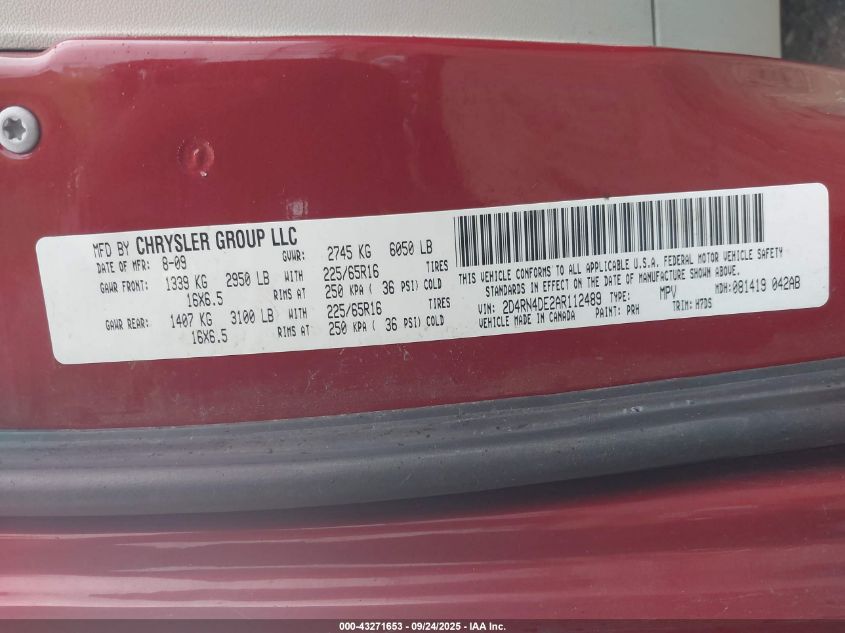 MFD BY CHRYSLER GROUP LLC
DATE OF MFR: 8-09 GVWR: 2745 KG 6050 LB
GAWR FRONT: 1339 KG 2950 LB WITH 225/65R16 TIRES
16X6.5 RIMS AT 250 KPA ( 36 PSI) COLD
GAWR REAR: 1407 KG 3100 LB WITH 225/65R16 TIRES
16X6.5 RIMS AT 250 KPA ( 36 PSI) COLD
THIS VEHICLE CONFORMS TO ALL APPLICABLE U.S.A. FEDERAL MOTOR VEHICLE SAFETY
STANDARDS IN EFFECT ON THE DATE OF MANUFACTURE SHOWN ABOVE.
VIN: 2D4RN4DE2AR112489 TYPE: MPV MDH: 081419 042AB
VEHICLE MADE IN CANADA PAINT: PRH TRIM: H7DS
000-43271653 - 09/24/2025 - IAA Inc.